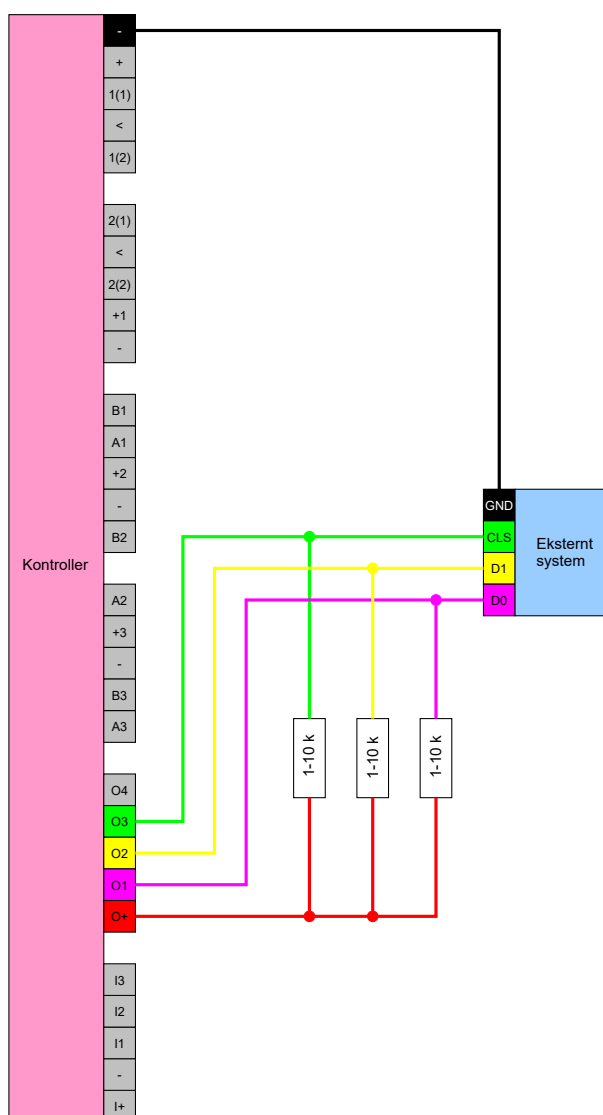 -
+
1(1)
<
1(2)
2(1)
<
2(2)
+1
-
B1
A1
+2
-
B2
Kontroller
A2
+3
-
B3
A3
O4
O3
O2
O1
O+
I3
I2
I1
-
I+
GND
CLS
D1
D0
Eksternt
system
1-10 k
1-10 k
1-10 k